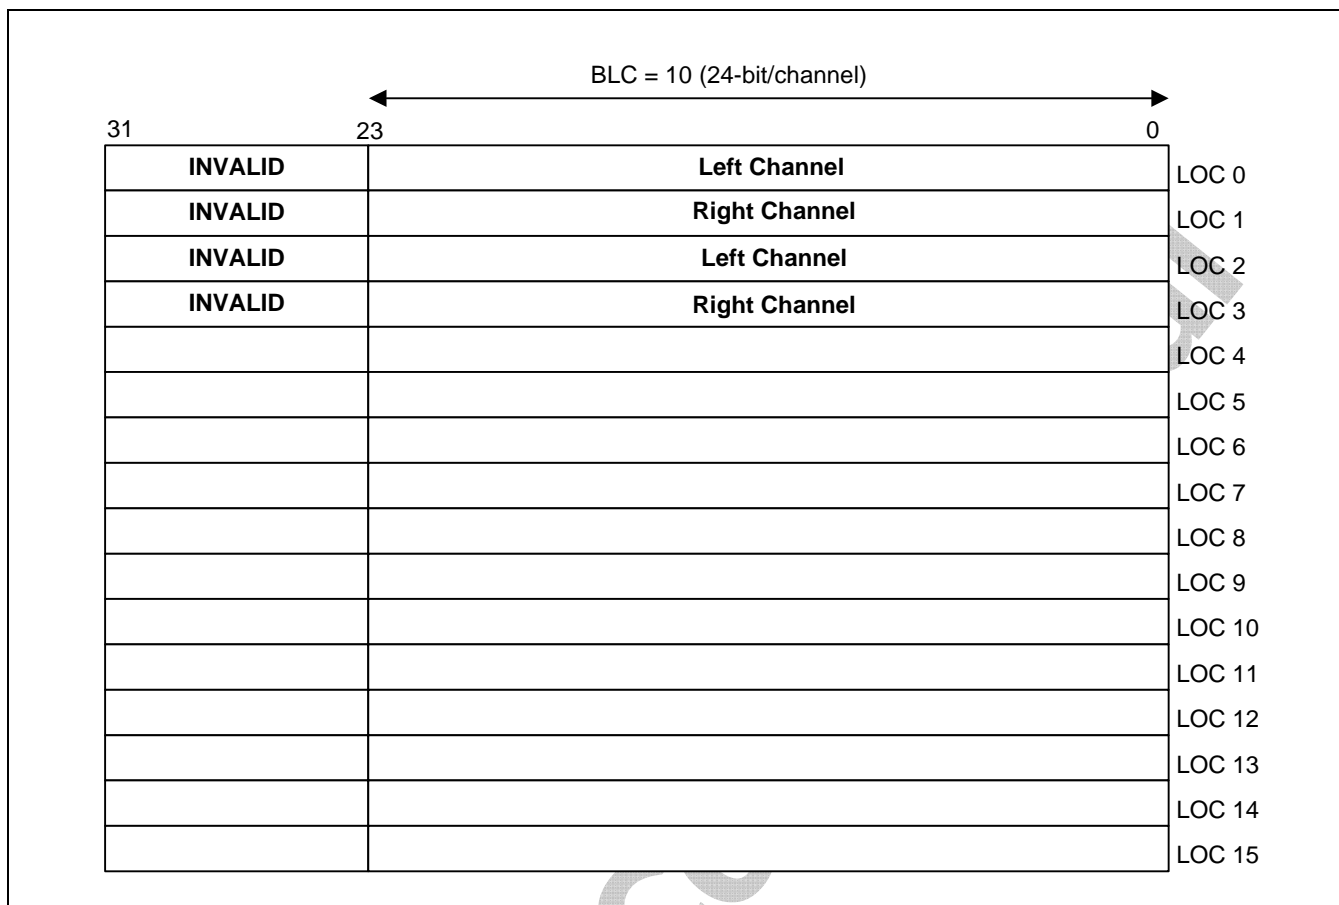 BLC = 10 (24-bit/channel)
31 23 0
INVALID Left Channel LOC 0
INVALID Right Channel LOC 1
INVALID Left Channel LOC 2
INVALID Right Channel LOC 3
LOC 4
LOC 5
LOC 6
LOC 7
LOC 8
LOC 9
LOC 10
LOC 11
LOC 12
LOC 13
LOC 14
LOC 15